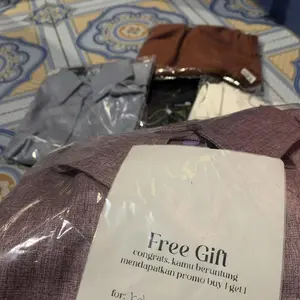 Free Gift
congrats, kamu beruntung
mendapatkan promo buy 1 get 1
for: